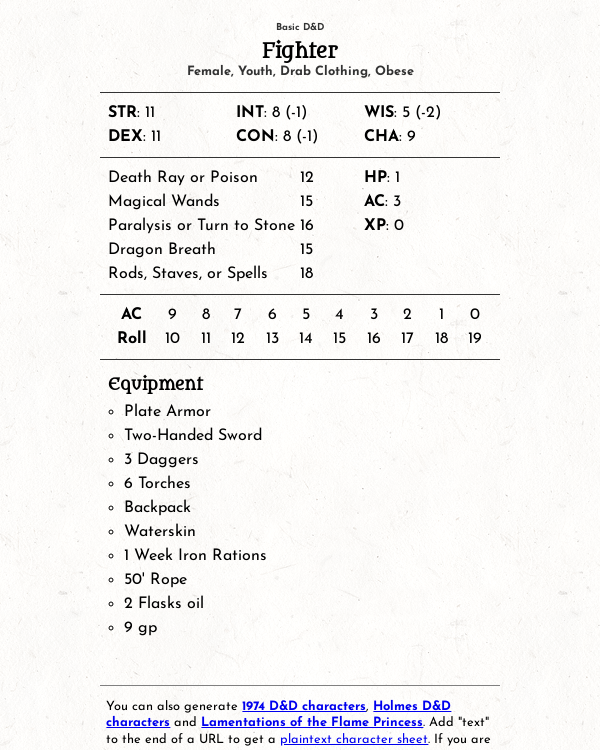 Basic D&D
Fighter
Female, Youth, Drab Clothing, Obese
STR: 11 INT: 8 (-1) WIS: 5 (-2)
DEX: 11 CON: 8 (-1) CHA: 9
Death Ray or Poison 12 HP: 1
Magical Wands 15 AC: 3
Paralysis or Turn to Stone 16 XP: 0
Dragon Breath 15
Rods, Staves, or Spells 18
AC 9 8 7 6 5 4 3 2 1 0
Roll 10 11 12 13 14 15 16 17 18 19
Equipment
◦ Plate Armor
◦ Two-Handed Sword
◦ 3 Daggers
◦ 6 Torches
◦ Backpack
◦ Waterskin
◦ 1 Week Iron Rations
◦ 50' Rope
◦ 2 Flasks oil
◦ 9 gp
You can also generate 1974 D&D characters, Holmes D&D
characters and Lamentations of the Flame Princess. Add "text"
to the end of a URL to get a plaintext character sheet. If you are